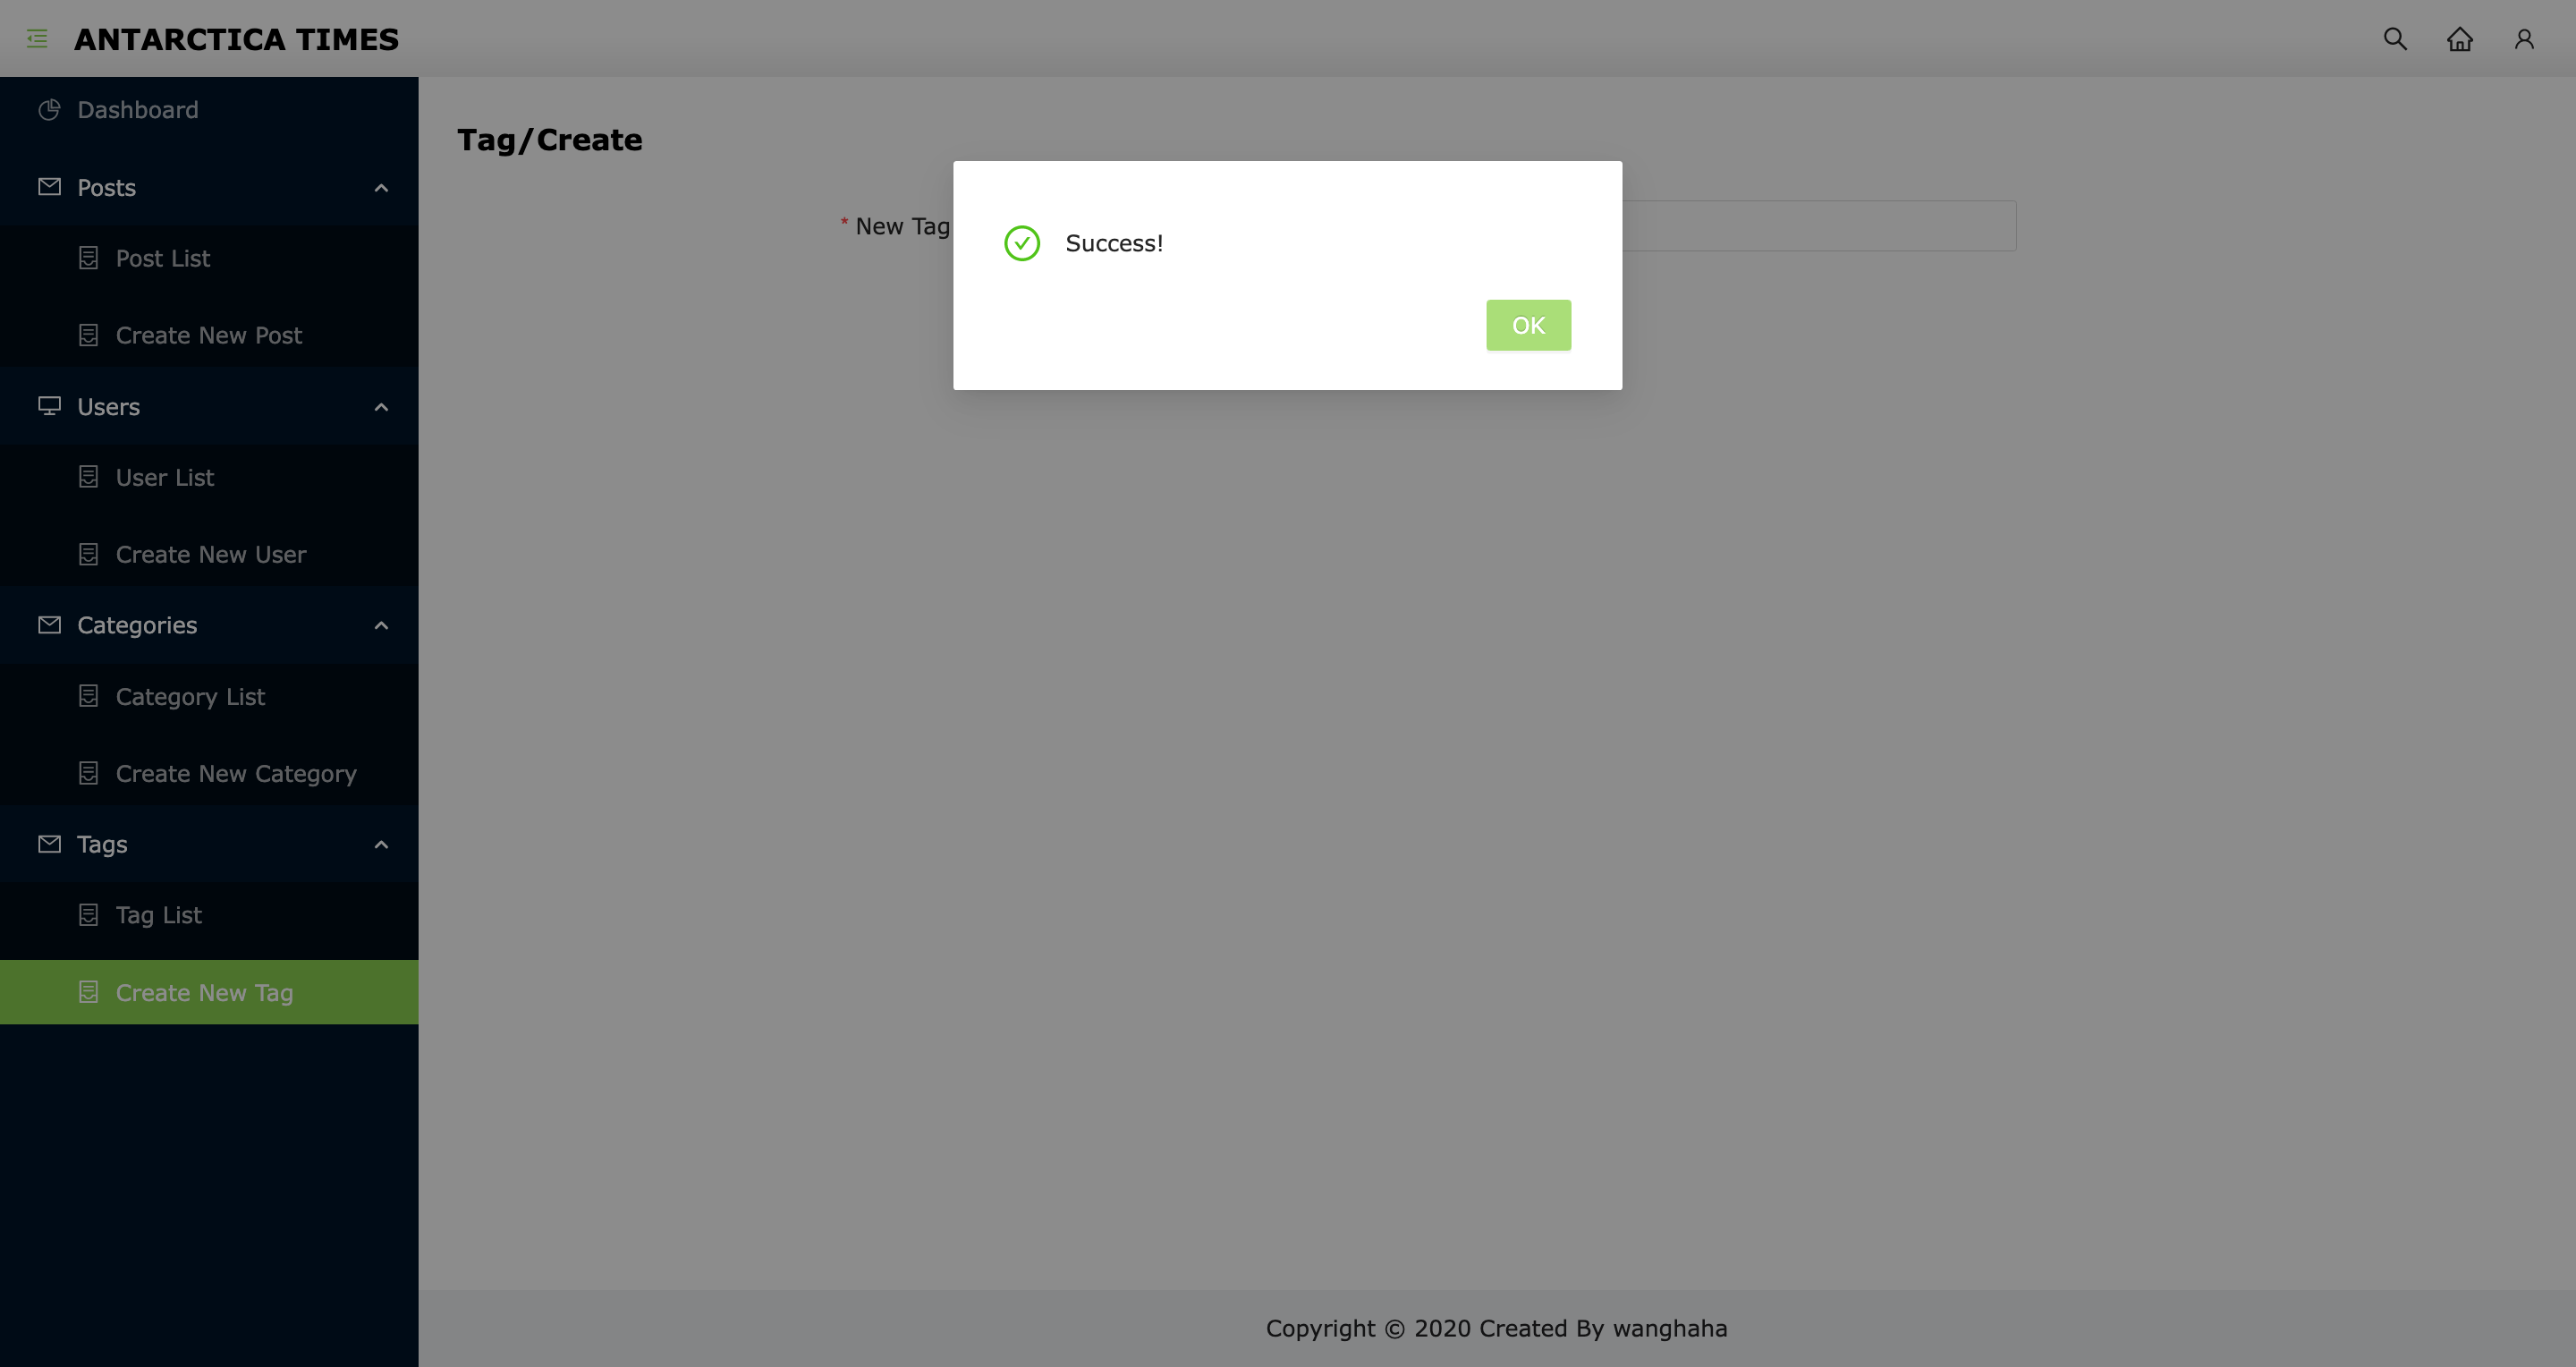 ANTARCTICA TIMES
Dashboard
Posts
Post List
Create New Post
Users
User List
Create New User
Categories
Category List
Create New Category
Tags
Tag List
Create New Tag
Tag/Create
* New Tag
Success!
OK
Copyright © 2020 Created By wanghaha